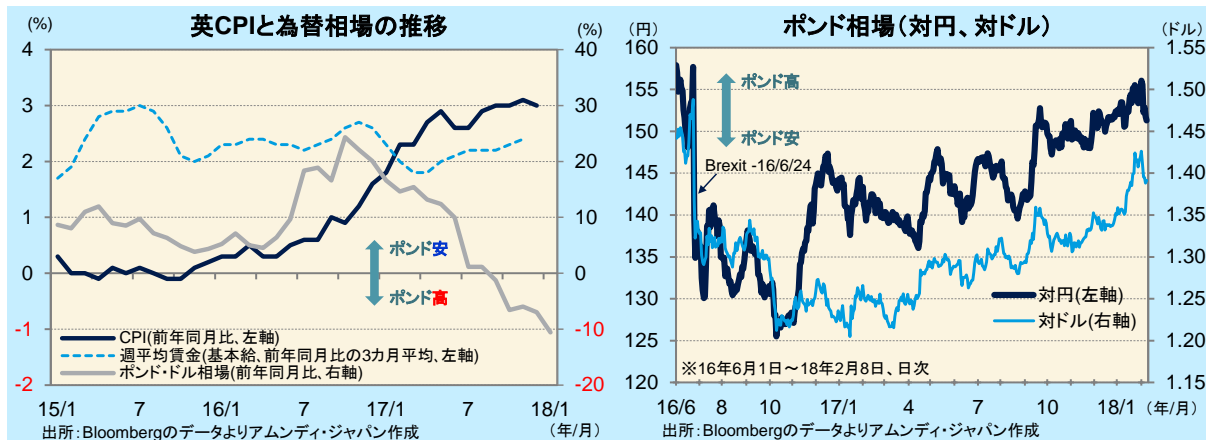 英CPIと為替相場の推移
(%)
(%)
4
3
2
1
0
-1
-2
40
30
20
10
0
-10
-20
ポンド安
ポンド高
CPI(前年同月比、左軸)
週平均賃金(基本給、前年同月比の3カ月平均、左軸)
ポンド・ドル相場(前年同月比、右軸)
15/1 7 16/1 7 17/1 7 18/1
(年/月)
出所:Bloombergのデータよりアムンディ・ジャパン作成
ポンド相場(対円、対ドル)
(円)
(ドル)
160
155
150
145
140
135
130
125
120
1.55
1.50
1.45
1.40
1.35
1.30
1.25
1.20
1.15
ポンド高
ポンド安
Brexit -16/6/24
対円(左軸)
対ドル(右軸)
※16年6月1日~18年2月8日、日次
16/6 8 10 17/1 4 7 10 18/1
(年/月)
出所:Bloombergのデータよりアムンディ・ジャパン作成